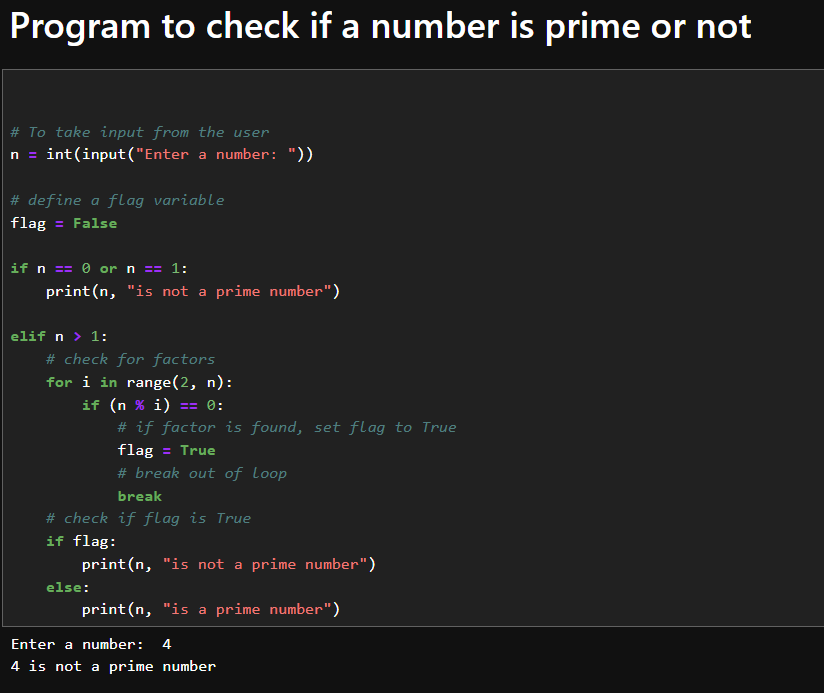 Program to check if a number is prime or not
# To take input from the user
n = int(input("Enter a number: "))
# define a flag variable
flag = False
if n == 0 or n == 1:
    print(n, "is not a prime number")
elif n > 1:
    # check for factors
    for i in range(2, n):
        if (n % i) == 0:
            # if factor is found, set flag to True
            flag = True
            # break out of loop
            break
    # check if flag is True
    if flag:
        print(n, "is not a prime number")
    else:
        print(n, "is a prime number")
Enter a number:  4
4 is not a prime number